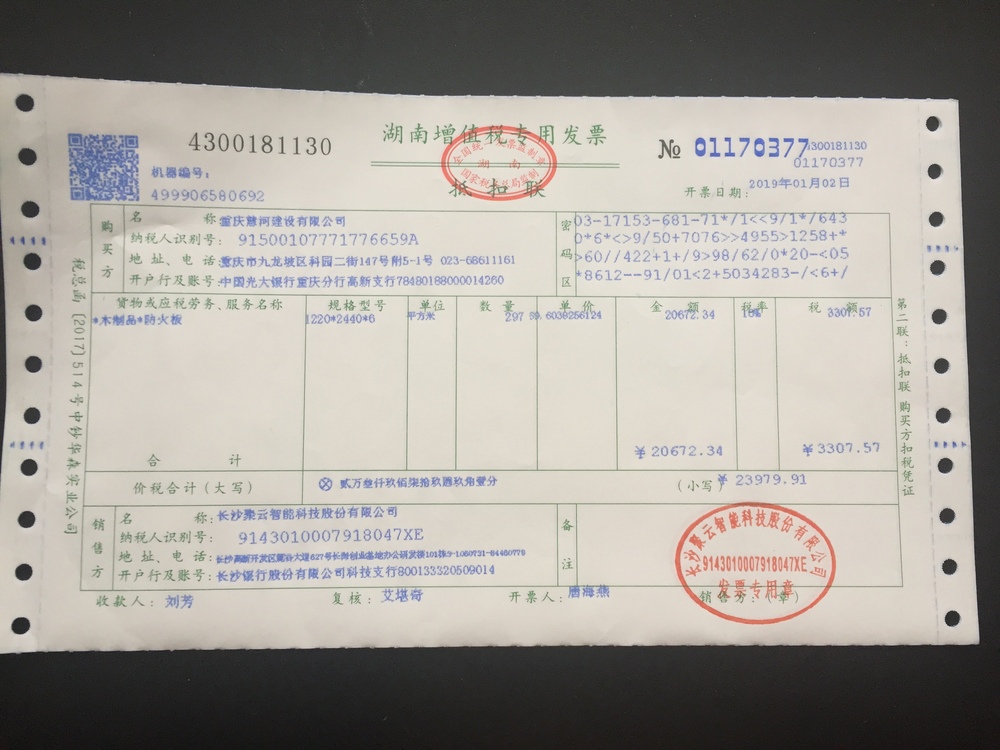 4300181130
湖南增值税专用发票
全国统一发票监制章
湖南
国家税务总局监制
抵扣联
№ 01170377
4300181130
01170377
机器编号:
499906580692
开票日期: 2019年01月02日
购买方
名 称: 重庆慧河建设有限公司
纳税人识别号: 91500107771776659A
地 址、电 话: 重庆市九龙坡区科园二街147号附5-1号 023-68611161
开户行及账号: 中国光大银行重庆分行高新支行78480188000014260
密码区
03-17153-681-71*/1<<9/1*/643
0*6*<>9/50+7076>>4955>1258+*
>60//422+1+/9>98/62/0*20-<05
*8612--91/01<2+5034283-/<6+/
货物或应税劳务、服务名称 规格型号 单位 数 量 单 价 金 额 税率 税 额
*木制品*防火板 1220*2440*6 平方米 297 20672.34 16% 3307.57
合 计 ￥20672.34 ￥3307.57
价税合计（大写） ⊗ 贰万叁仟玖佰柒拾玖圆玖角壹分 （小写）￥23979.91
销售方
名 称: 长沙聚云智能科技股份有限公司
纳税人识别号: 9143010007918047XE
地 址、电 话: 长沙高新开发区麓谷大道627号长海创业基地办公研发楼101栋
开户行及账号: 长沙银行股份有限公司科技支行800133320509014
备注
收款人: 刘芳 复核: 艾堪奇 开票人: 唐海燕 销售方:（章）
长沙聚云智能科技股份有限公司
9143010007918047XE
发票专用章
税总函〔2017〕514号中钞华森实业公司
第二联：抵扣联 购买方扣税凭证